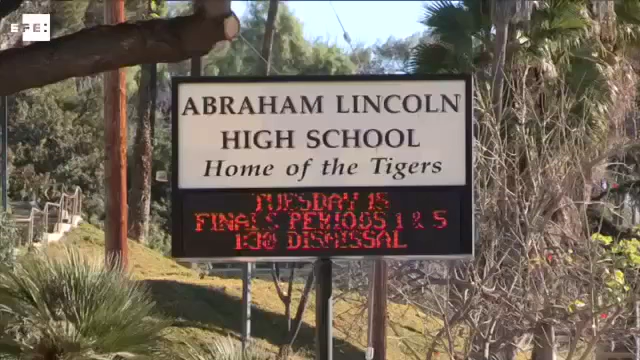 EFE:
ABRAHAM LINCOLN
HIGH SCHOOL
Home of the Tigers
TUESDAY 15
FINALS PERIODS 1 & 5
1:30 DISMISSAL